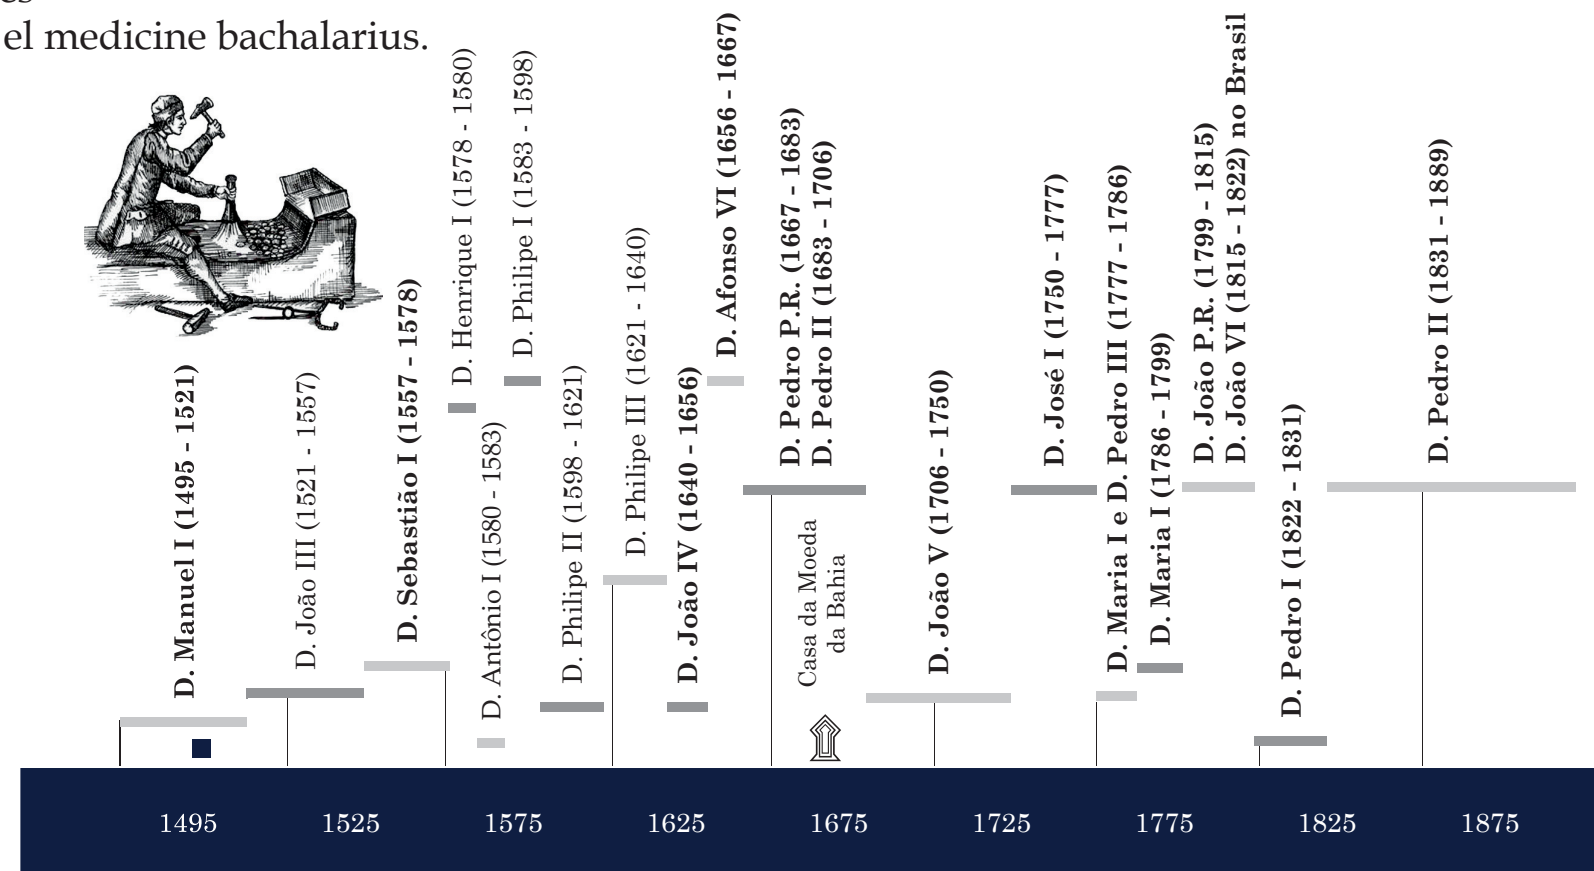 el medicine bachalarius.
D. Manuel I (1495 - 1521)
D. João III (1521 - 1557)
D. Sebastião I (1557 - 1578)
D. Henrique I (1578 - 1580)
D. Antônio I (1580 - 1583)
D. Philipe I (1583 - 1598)
D. Philipe II (1598 - 1621)
D. Philipe III (1621 - 1640)
D. João IV (1640 - 1656)
D. Afonso VI (1656 - 1667)
D. Pedro P.R. (1667 - 1683)
D. Pedro II (1683 - 1706)
Casa da Moeda
da Bahia
D. João V (1706 - 1750)
D. José I (1750 - 1777)
D. Maria I e D. Pedro III (1777 - 1786)
D. Maria I (1786 - 1799)
D. João P.R. (1799 - 1815)
D. João VI (1815 - 1822) no Brasil
D. Pedro I (1822 - 1831)
D. Pedro II (1831 - 1889)
1495
1525
1575
1625
1675
1725
1775
1825
1875